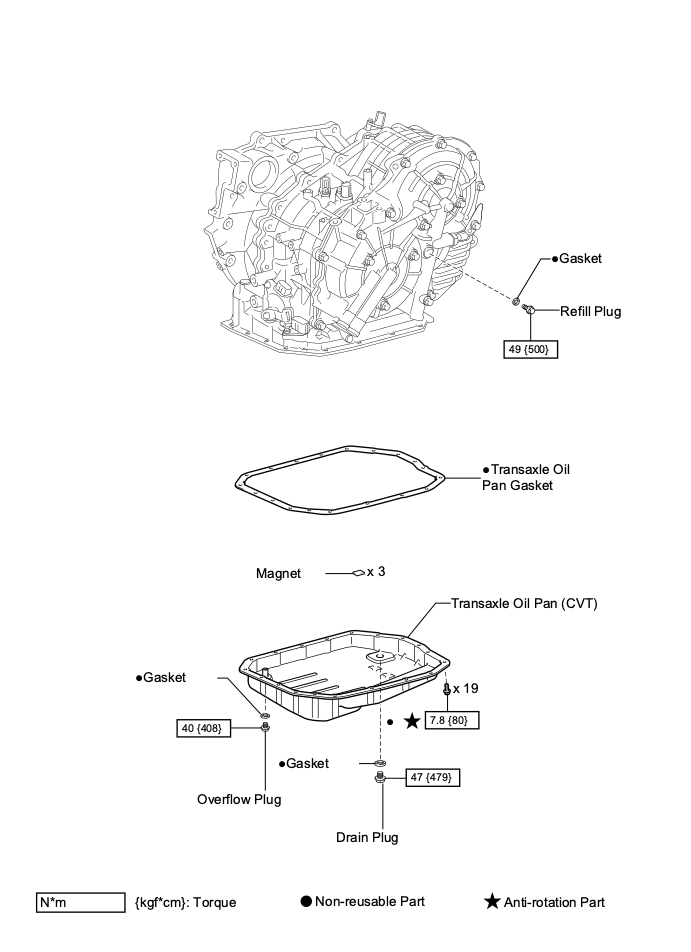 ●Gasket
Refill Plug
49 {500}
●Transaxle Oil
Pan Gasket
Magnet x 3
Transaxle Oil Pan (CVT)
●Gasket
x 19
● ★ 7.8 {80}
40 {408}
●Gasket
47 {479}
Overflow Plug
Drain Plug
N*m {kgf*cm}: Torque ● Non-reusable Part ★ Anti-rotation Part